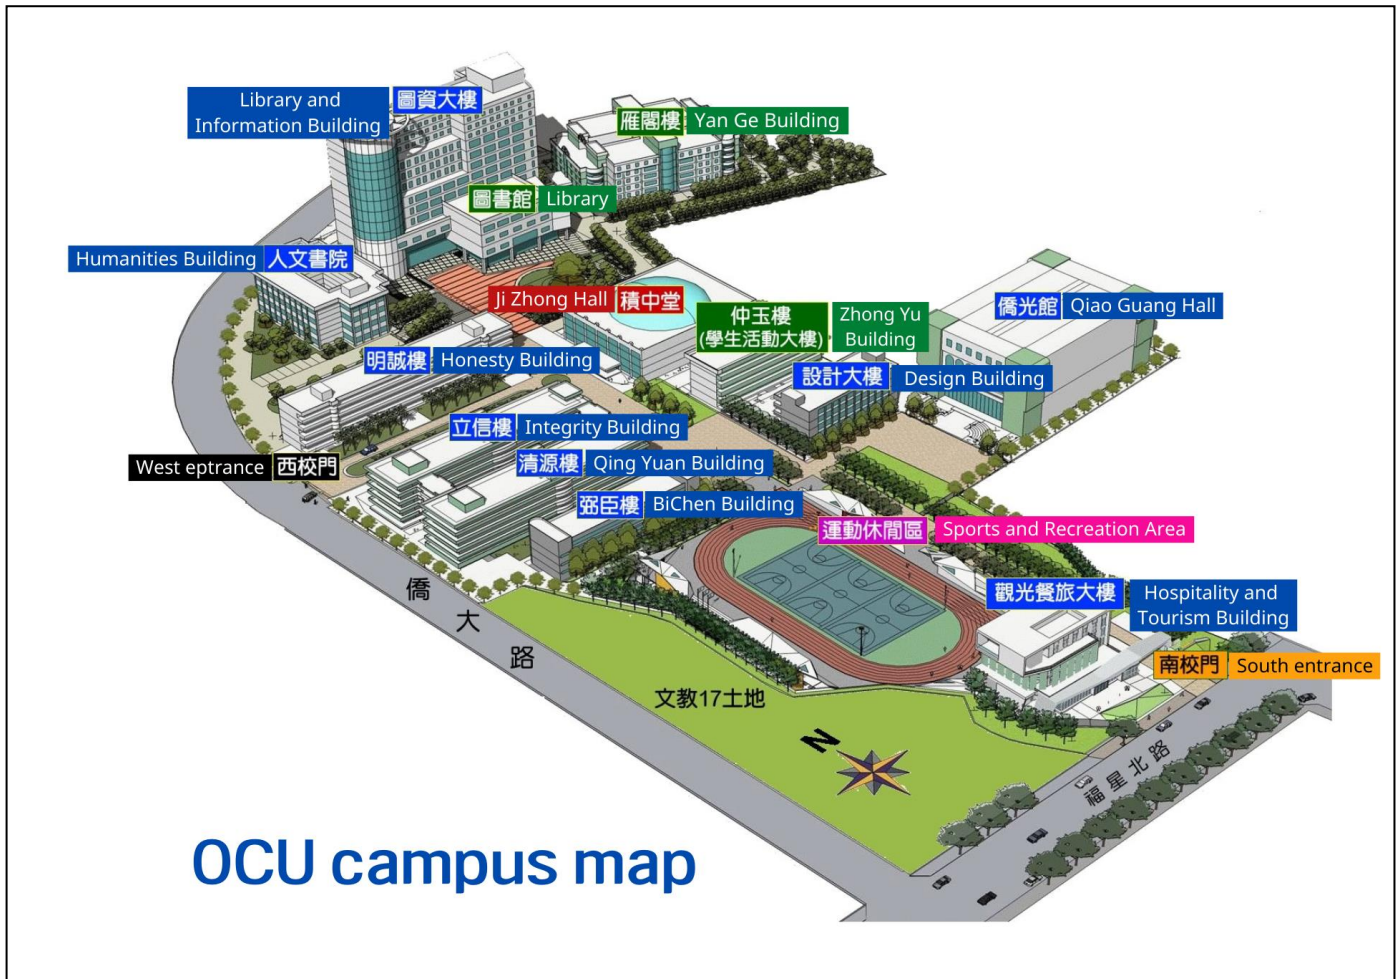 Library and
Information Building
圖資大樓
雁閣樓 Yan Ge Building
圖書館 Library
Humanities Building 人文書院
Ji Zhong Hall 積中堂
仲玉樓
(學生活動大樓)
Zhong Yu
Building
僑光館 Qiao Guang Hall
明誠樓 Honesty Building
設計大樓 Design Building
立信樓 Integrity Building
清源樓 Qing Yuan Building
West eptrance 西校門
弼臣樓 BiChen Building
運動休閒區 Sports and Recreation Area
觀光餐旅大樓
Hospitality and
Tourism Building
南校門 South entrance
僑大路
文教17土地
N
福星北路
OCU campus map